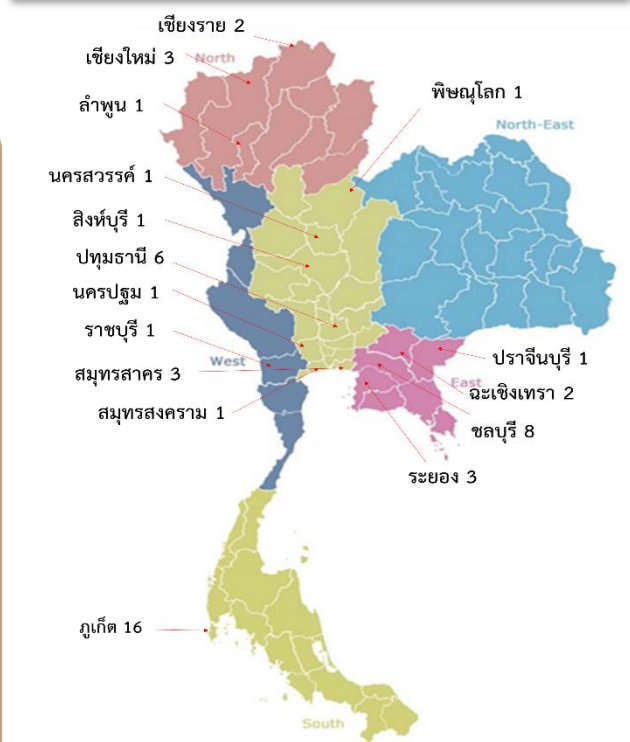 เชียงราย 2
North
เชียงใหม่ 3
พิษณุโลก 1
ลำพูน 1
North-East
นครสวรรค์ 1
สิงห์บุรี 1
ปทุมธานี 6
นครปฐม 1
ราชบุรี 1
West
ปราจีนบุรี 1
สมุทรสาคร 3
East
ฉะเชิงเทรา 2
สมุทรสงคราม 1
ชลบุรี 8
ระยอง 3
ภูเก็ต 16
South